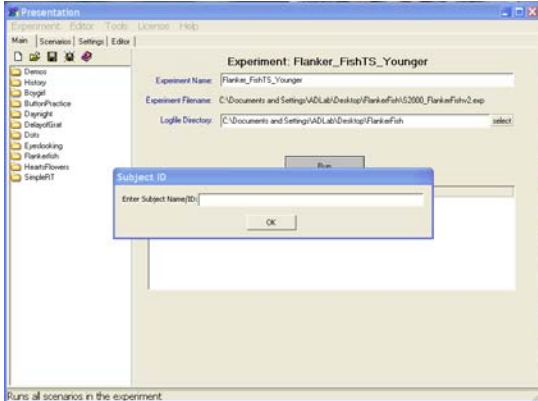 Presentation
Experiment Editor Tools License Help
Main Scenarios Settings Editor
Experiment: Flanker_FishTS_Younger
Demos
History
Boygirl
ButtonPractice
Daynight
DelayofGrat
Dots
Eyeslooking
Flankerfish
HeartsFlowers
SimpleRT
Experiment Name: Flanker_FishTS_Younger
Experiment Filename: C:\Documents and Settings\ADLab\Desktop\FlankerFish\S2000_FlankerFishv2.exp
Logfile Directory: C:\Documents and Settings\ADLab\Desktop\FlankerFish select
Run
Subject ID
Enter Subject Name/ID:
OK
Runs all scenarios in the experiment